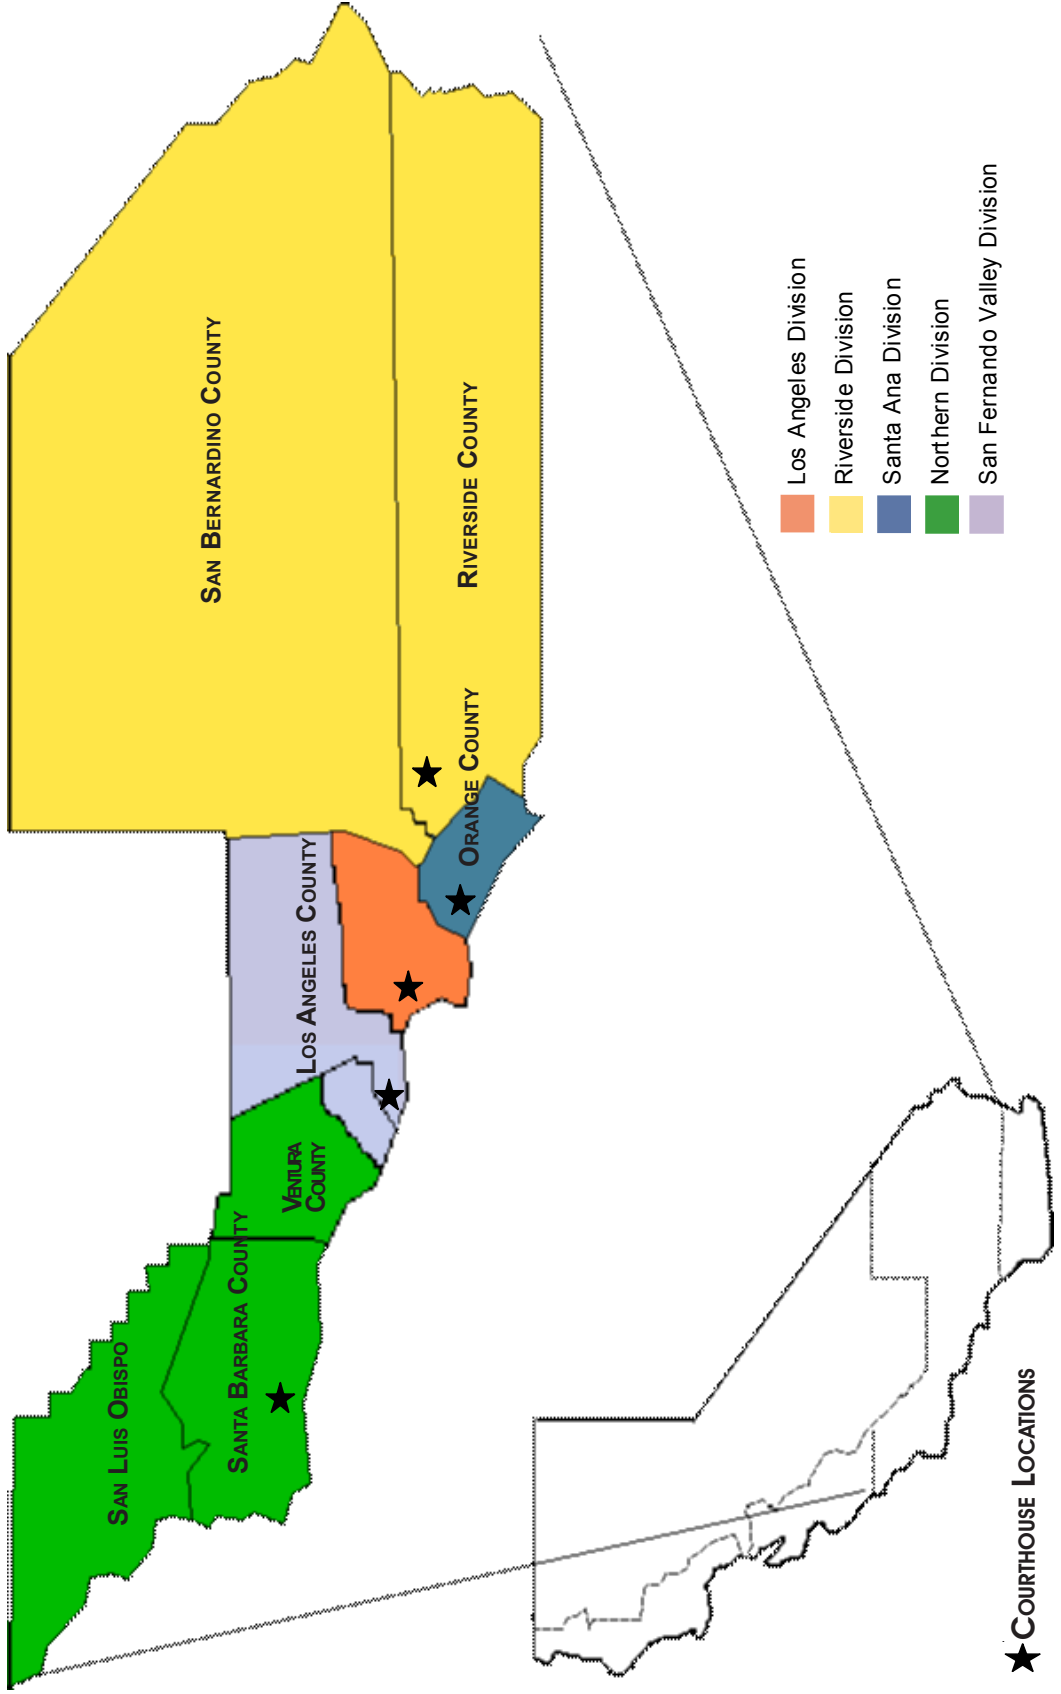 SAN LUIS OBISPO
SANTA BARBARA COUNTY
VENTURA
COUNTY
LOS ANGELES COUNTY
SAN BERNARDINO COUNTY
RIVERSIDE COUNTY
ORANGE COUNTY
Los Angeles Division
Riverside Division
Santa Ana Division
Northern Division
San Fernando Valley Division
COURTHOUSE LOCATIONS